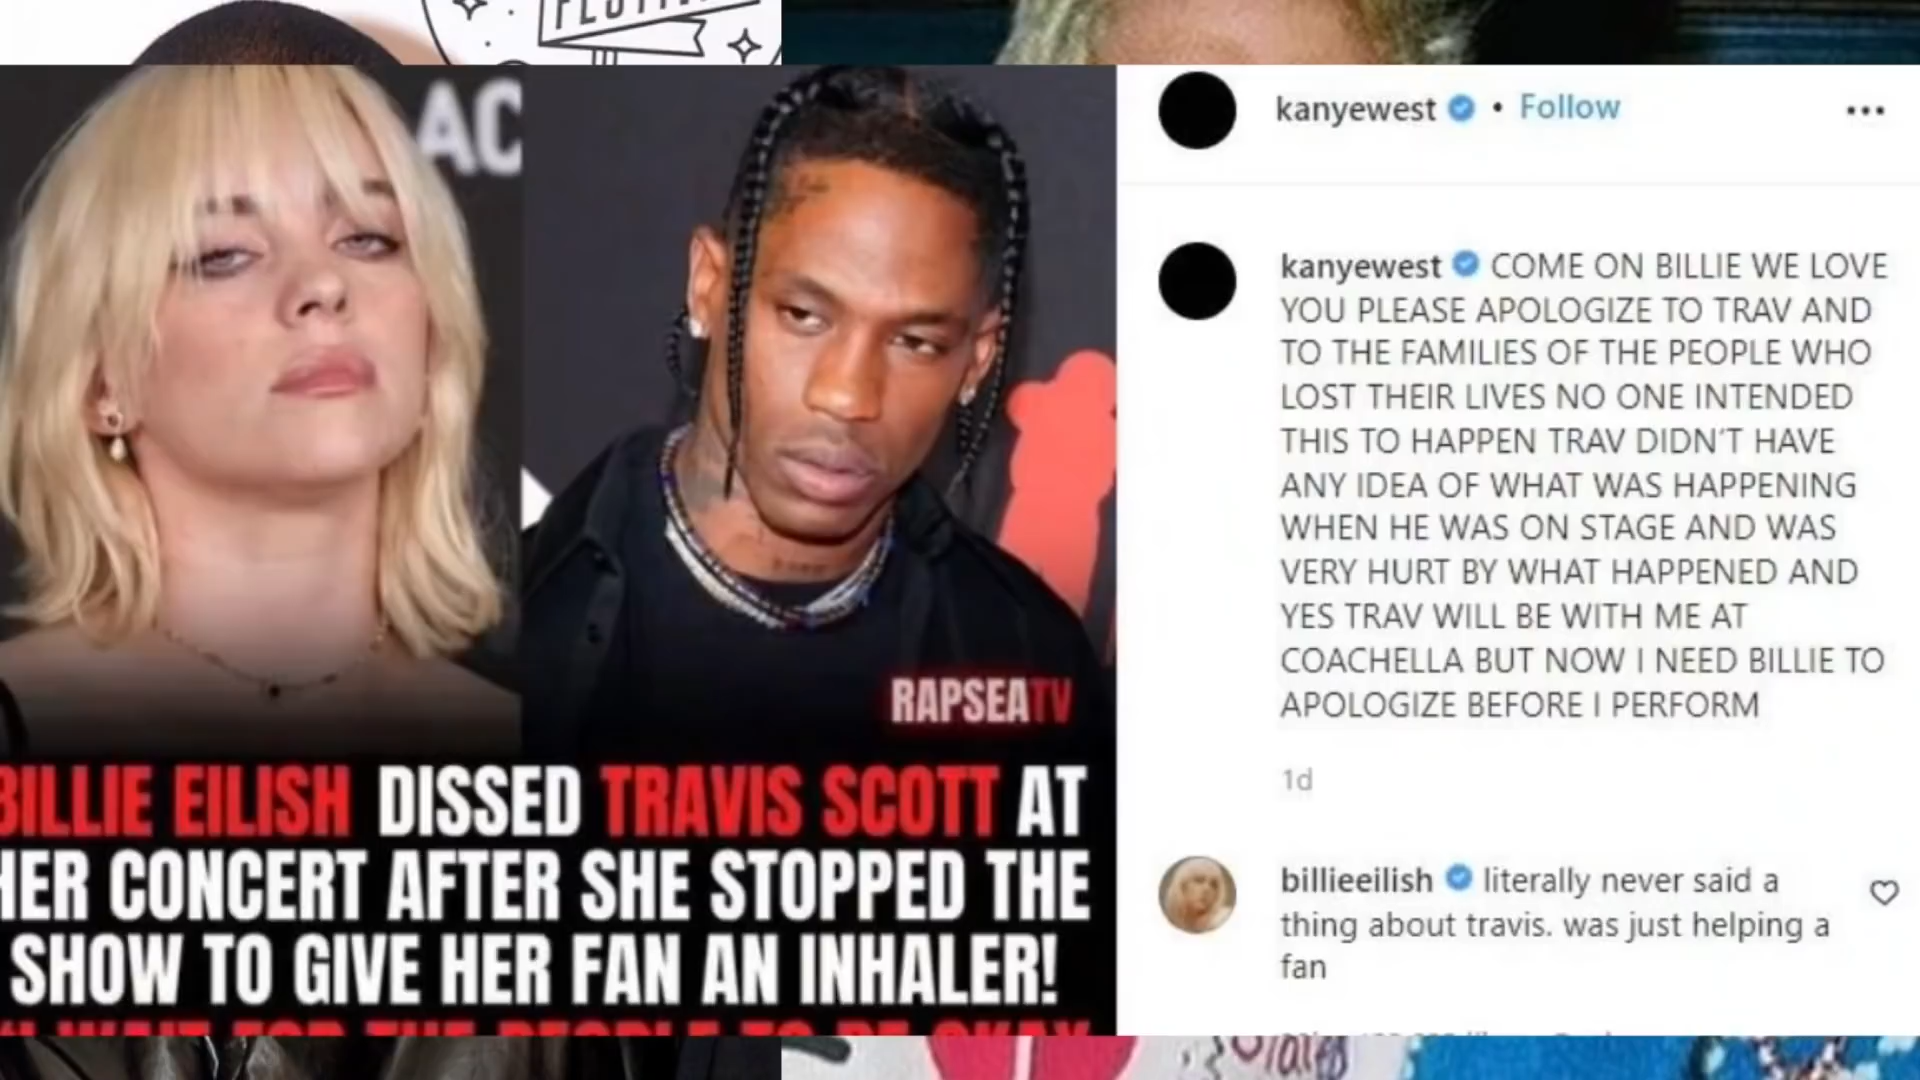 AC
RAPSEATV
BILLIE EILISH DISSED TRAVIS SCOTT AT
HER CONCERT AFTER SHE STOPPED THE
SHOW TO GIVE HER FAN AN INHALER!
kanyewest • Follow
kanyewest COME ON BILLIE WE LOVE
YOU PLEASE APOLOGIZE TO TRAV AND
TO THE FAMILIES OF THE PEOPLE WHO
LOST THEIR LIVES NO ONE INTENDED
THIS TO HAPPEN TRAV DIDN'T HAVE
ANY IDEA OF WHAT WAS HAPPENING
WHEN HE WAS ON STAGE AND WAS
VERY HURT BY WHAT HAPPENED AND
YES TRAV WILL BE WITH ME AT
COACHELLA BUT NOW I NEED BILLIE TO
APOLOGIZE BEFORE I PERFORM
1d
billieeilish literally never said a
thing about travis. was just helping a
fan